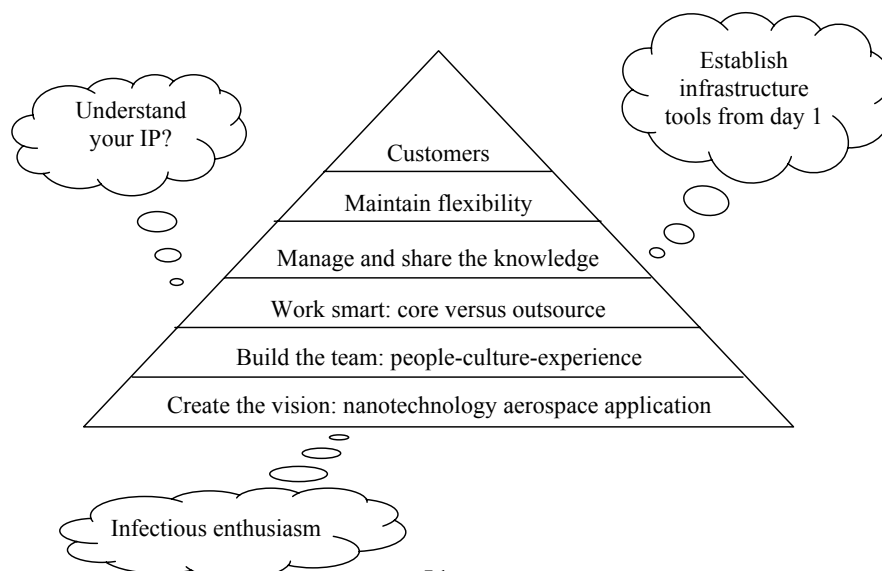 Understand
your IP?
Establish
infrastructure
tools from day 1
Customers
Maintain flexibility
Manage and share the knowledge
Work smart: core versus outsource
Build the team: people-culture-experience
Create the vision: nanotechnology aerospace application
Infectious enthusiasm